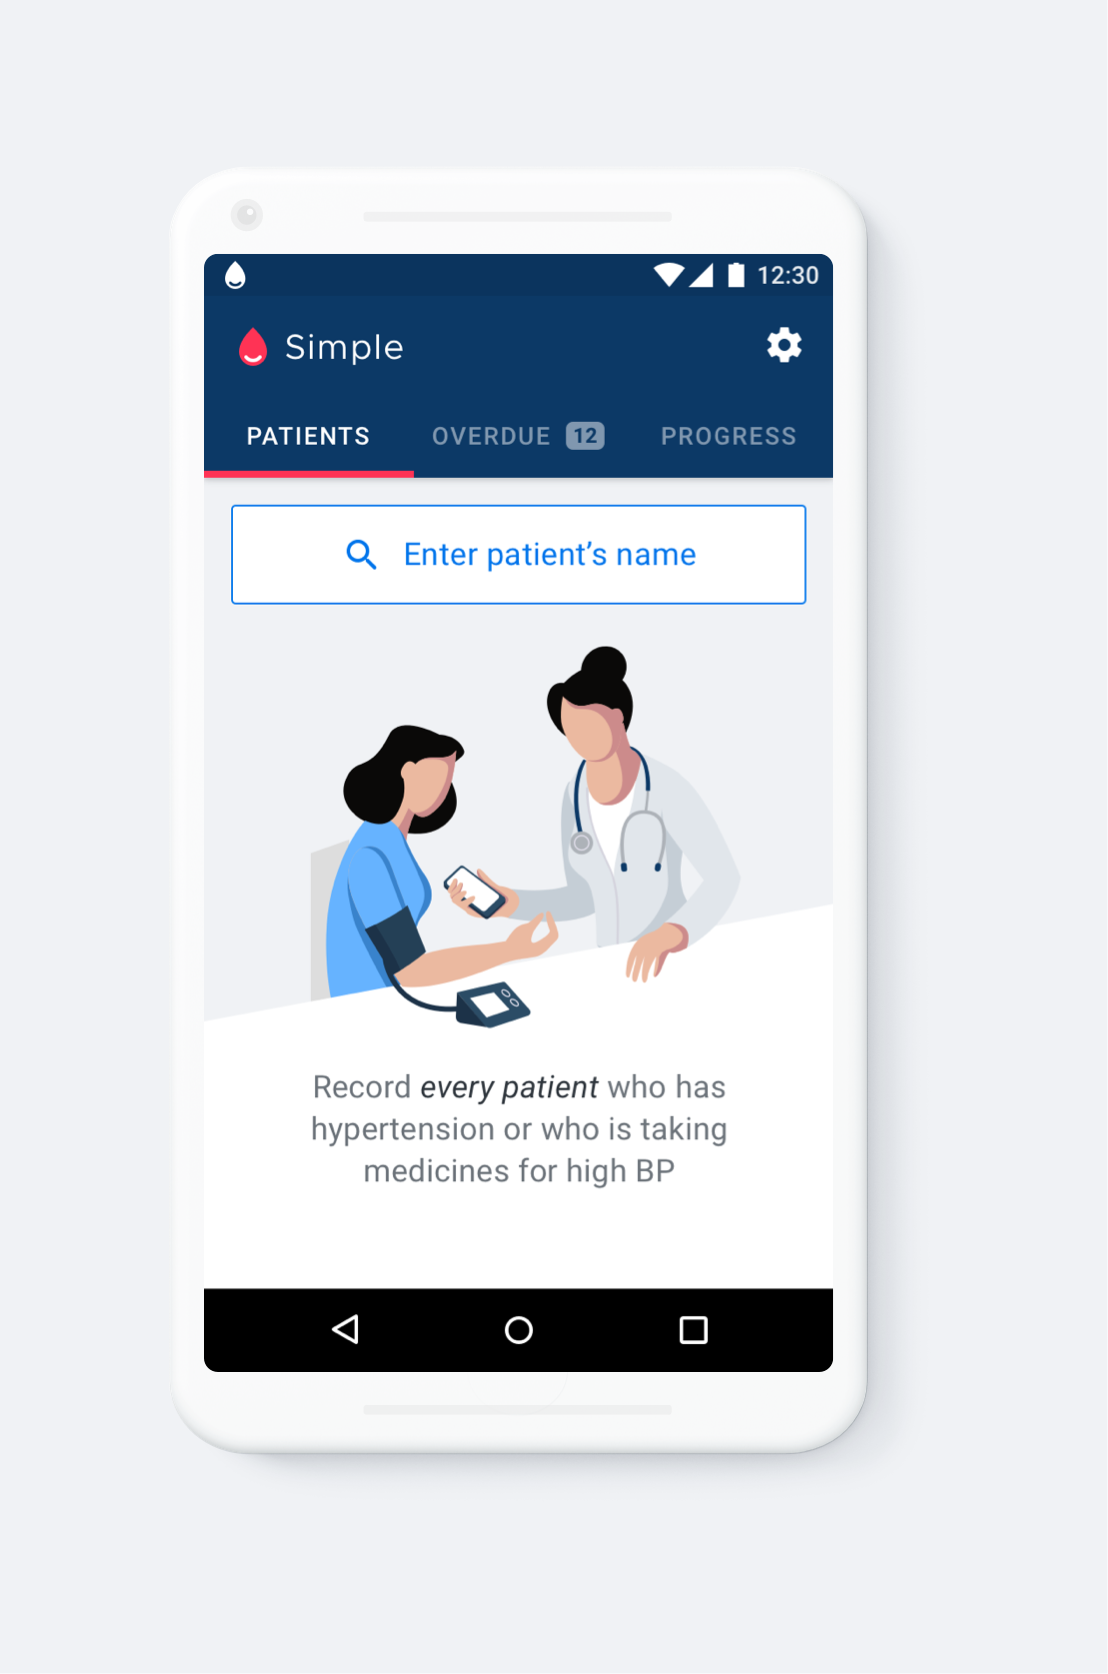 12:30
Simple
PATIENTS OVERDUE 12 PROGRESS
Enter patient’s name
Record every patient who has
hypertension or who is taking
medicines for high BP